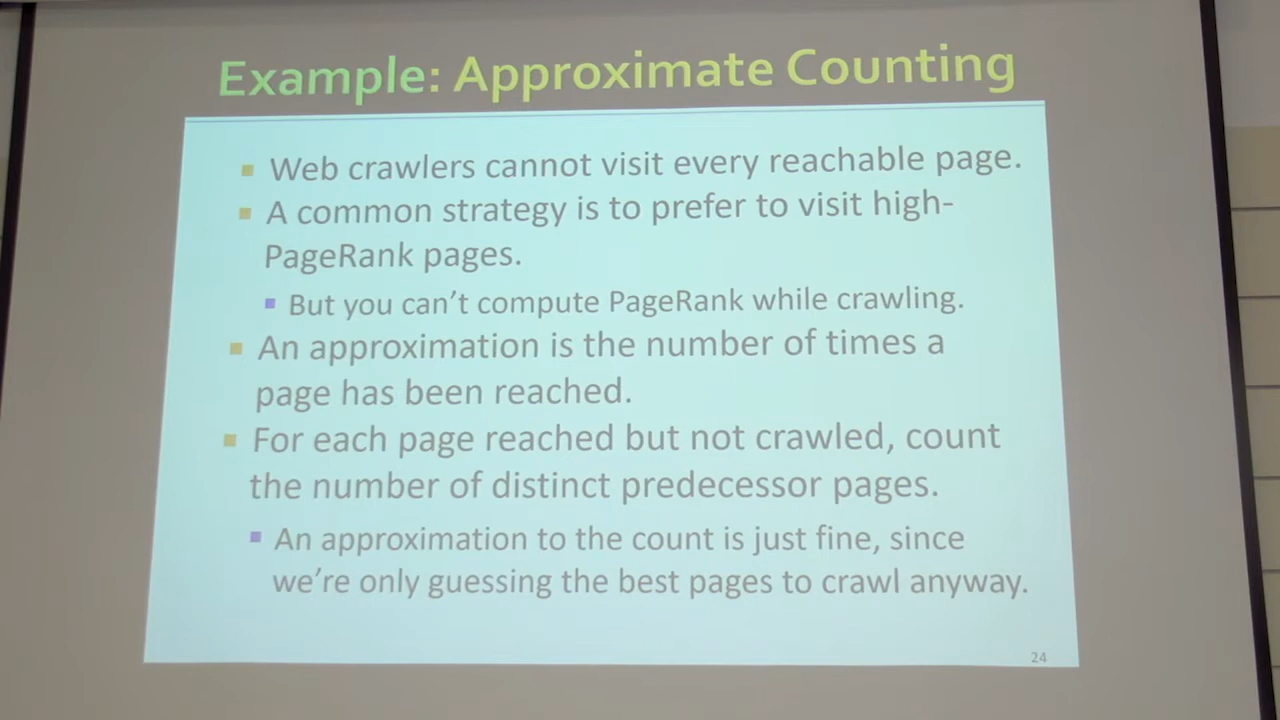 Example: Approximate Counting
Web crawlers cannot visit every reachable page.
A common strategy is to prefer to visit high-
PageRank pages.
But you can’t compute PageRank while crawling.
An approximation is the number of times a
page has been reached.
For each page reached but not crawled, count
the number of distinct predecessor pages.
An approximation to the count is just fine, since
we’re only guessing the best pages to crawl anyway.
24